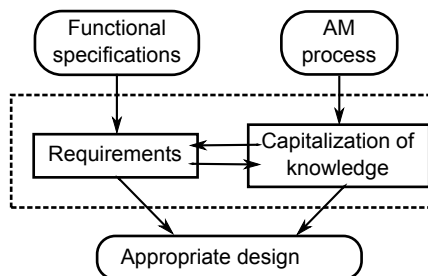 Functional
specifications
AM
process
Requirements
Capitalization of
knowledge
Appropriate design